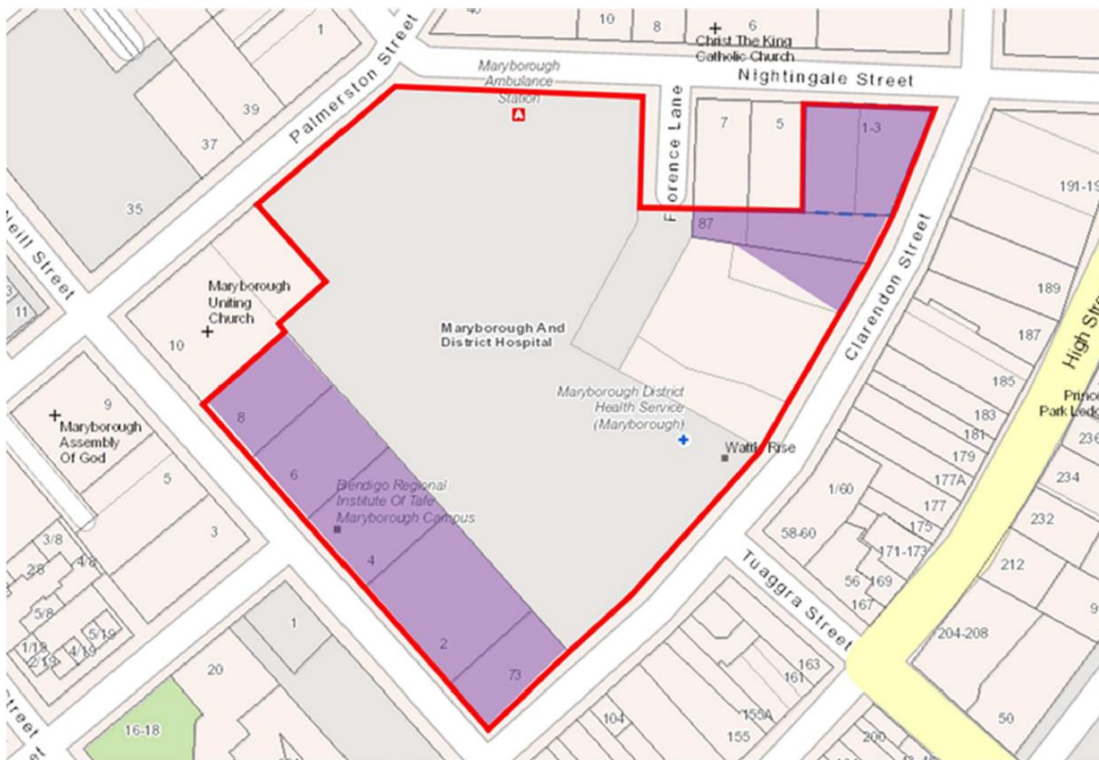 40
10
8
6
Christ The King
Catholic Church
Nightingale Street
1
Maryborough
Ambulance
Station
A
Palmerston Street
39
37
35
Florence Lane
7
5
1-3
87
191-19
189
187
185
183
181
179
177A
177
175
171-173
169
167
Neill Street
3
11
Maryborough
Uniting
Church
10
Maryborough And
District Hospital
Clarendon Street
High Stre
Prince
Park Lodg
236
234
232
212
9
Maryborough
Assembly
Of God
5
3
8
6
4
2
73
Bendigo Regional
Institute Of Tafe
Maryborough Campus
Maryborough District
Health Service
(Maryborough)
Wattle Rise
1/60
58-60
56
Tuaggra Street
204-208
9
50
3/8
2/8
4/8
5/8
1/19
2/19
4/19
5/19
1
20
16-18
Street
104
163
161
155A
155
200